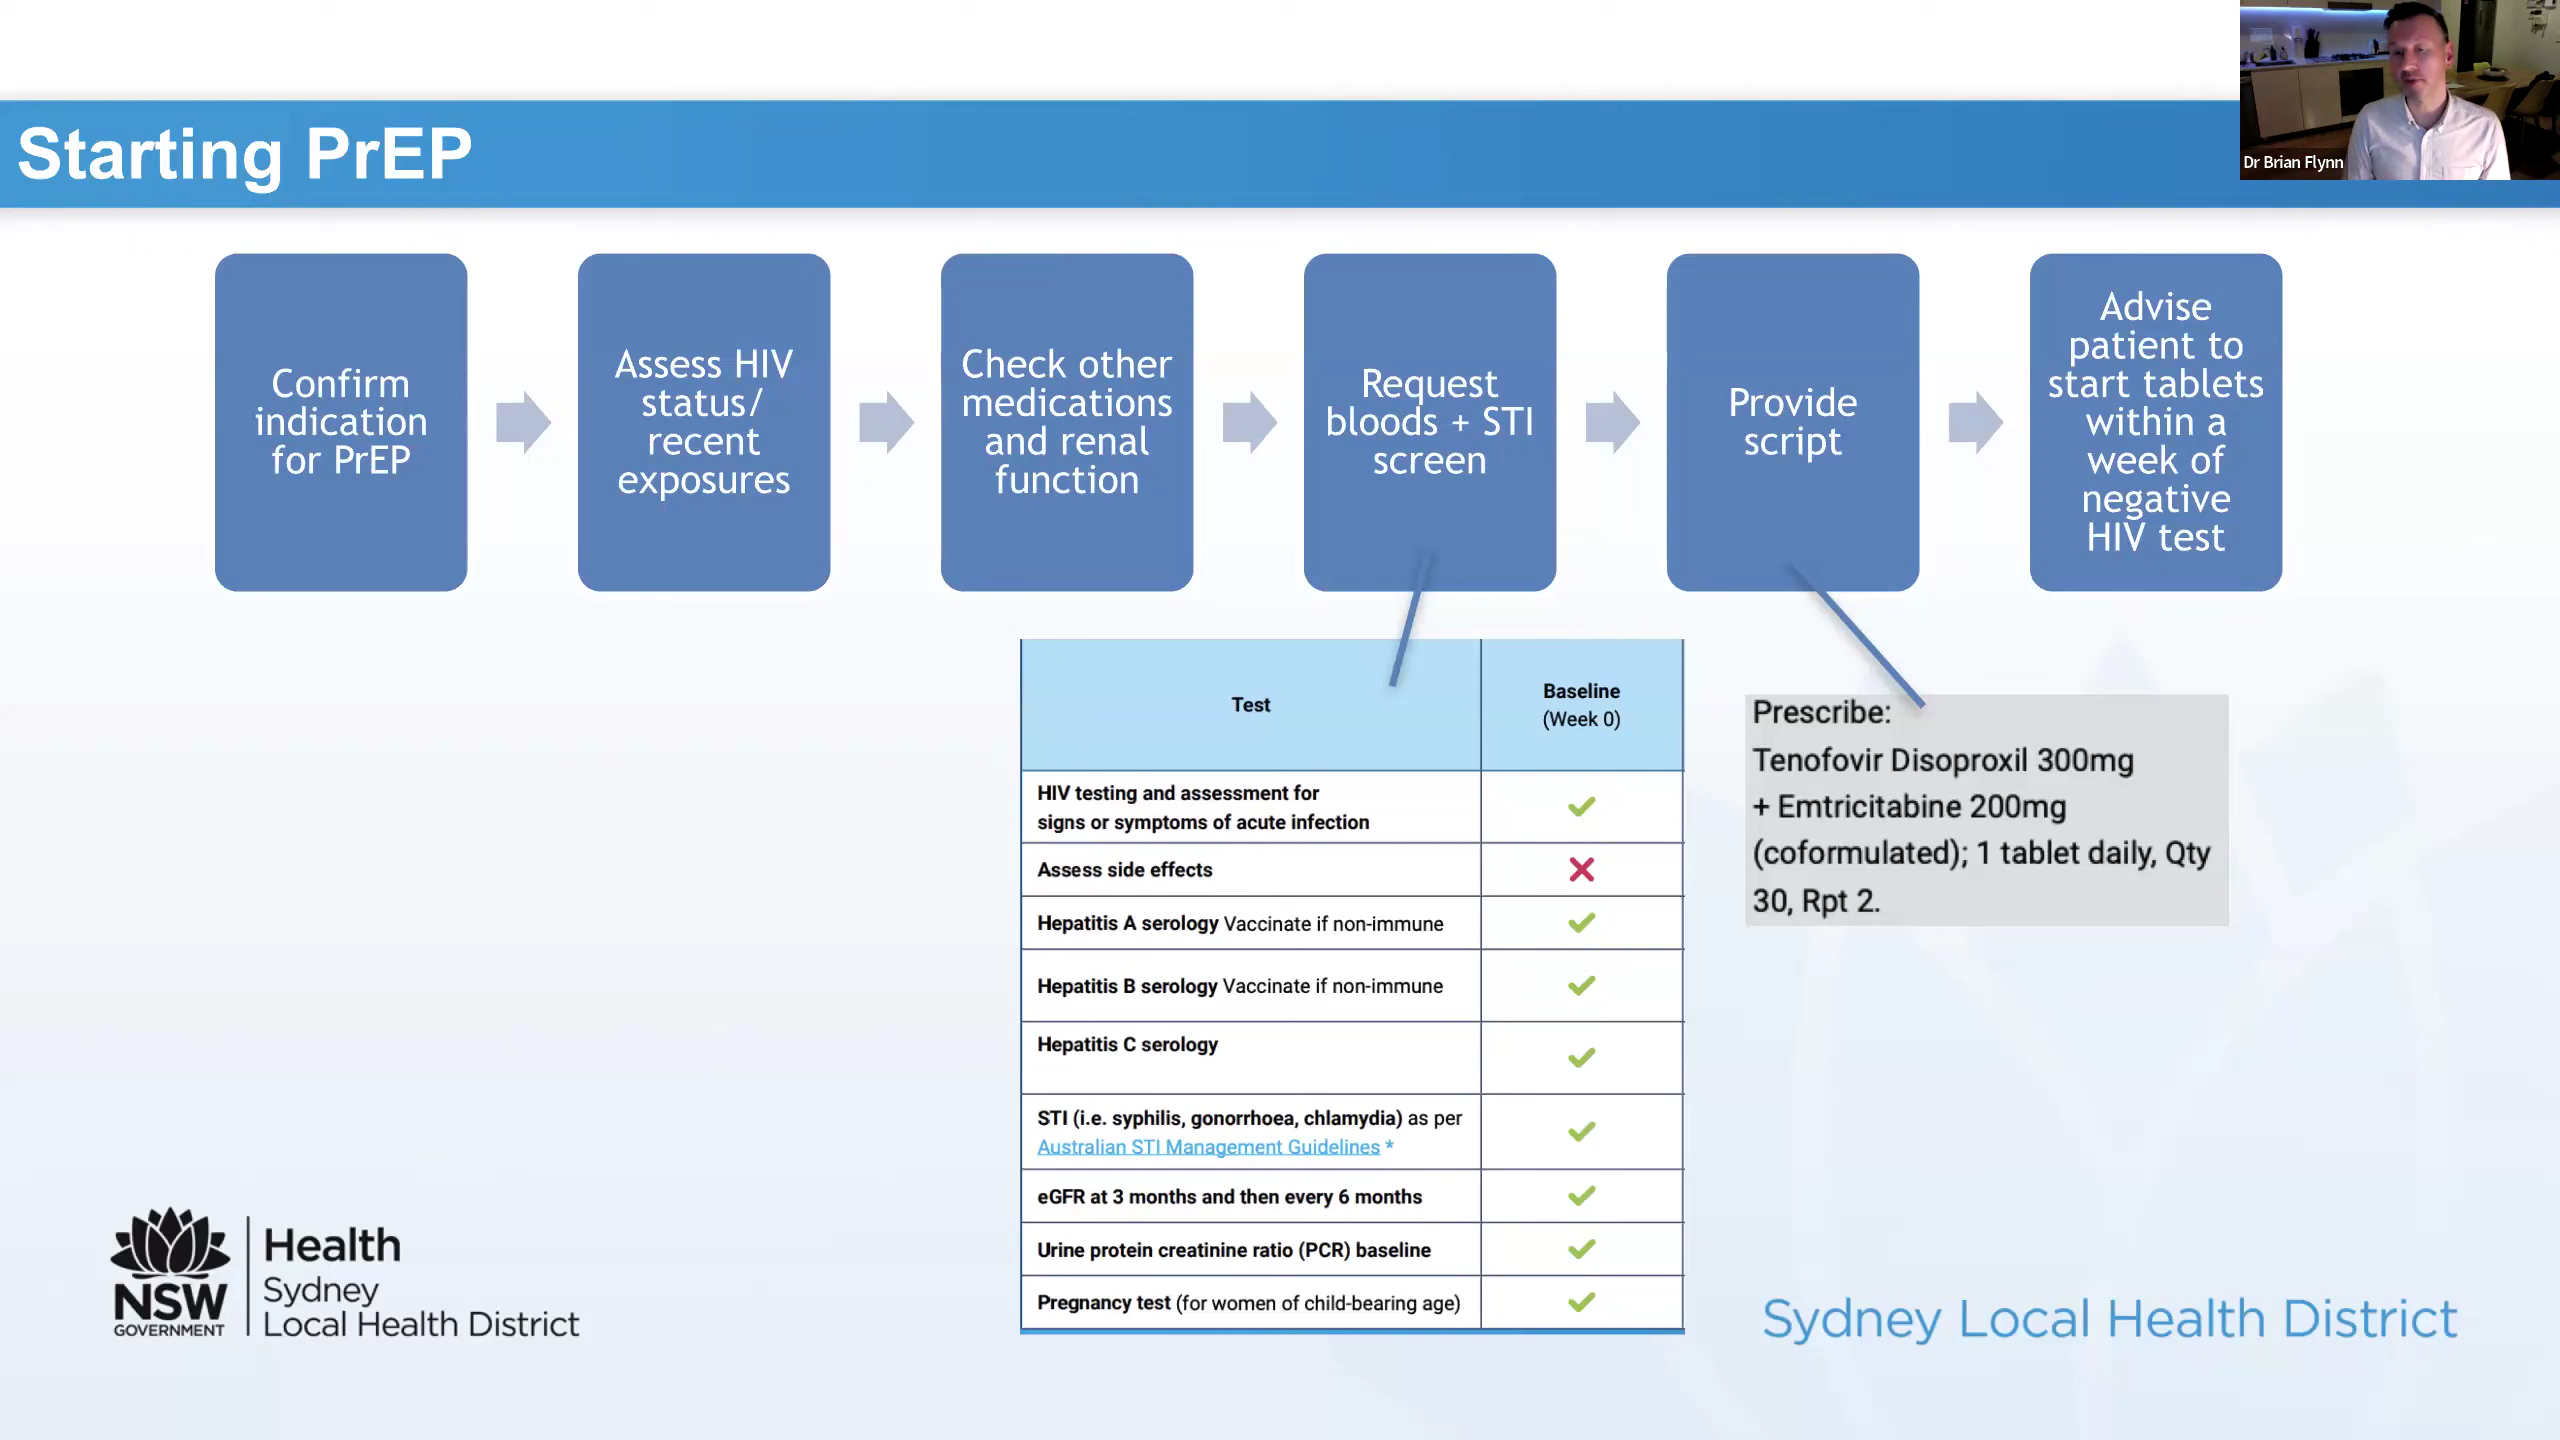 Starting PrEP
Dr Brian Flynn
Confirm
indication
for PrEP
Assess HIV
status/
recent
exposures
Check other
medications
and renal
function
Request
bloods + STI
screen
Provide
script
Advise
patient to
start tablets
within a
week of
negative
HIV test
Test
Baseline
(Week 0)
HIV testing and assessment for
signs or symptoms of acute infection
Assess side effects
Hepatitis A serology Vaccinate if non-immune
Hepatitis B serology Vaccinate if non-immune
Hepatitis C serology
STI (i.e. syphilis, gonorrhoea, chlamydia) as per
Australian STI Management Guidelines *
eGFR at 3 months and then every 6 months
Urine protein creatinine ratio (PCR) baseline
Pregnancy test (for women of child-bearing age)
Prescribe:
Tenofovir Disoproxil 300mg
+ Emtricitabine 200mg
(coformulated); 1 tablet daily, Qty
30, Rpt 2.
NSW
GOVERNMENT
Health
Sydney
Local Health District
Sydney Local Health District